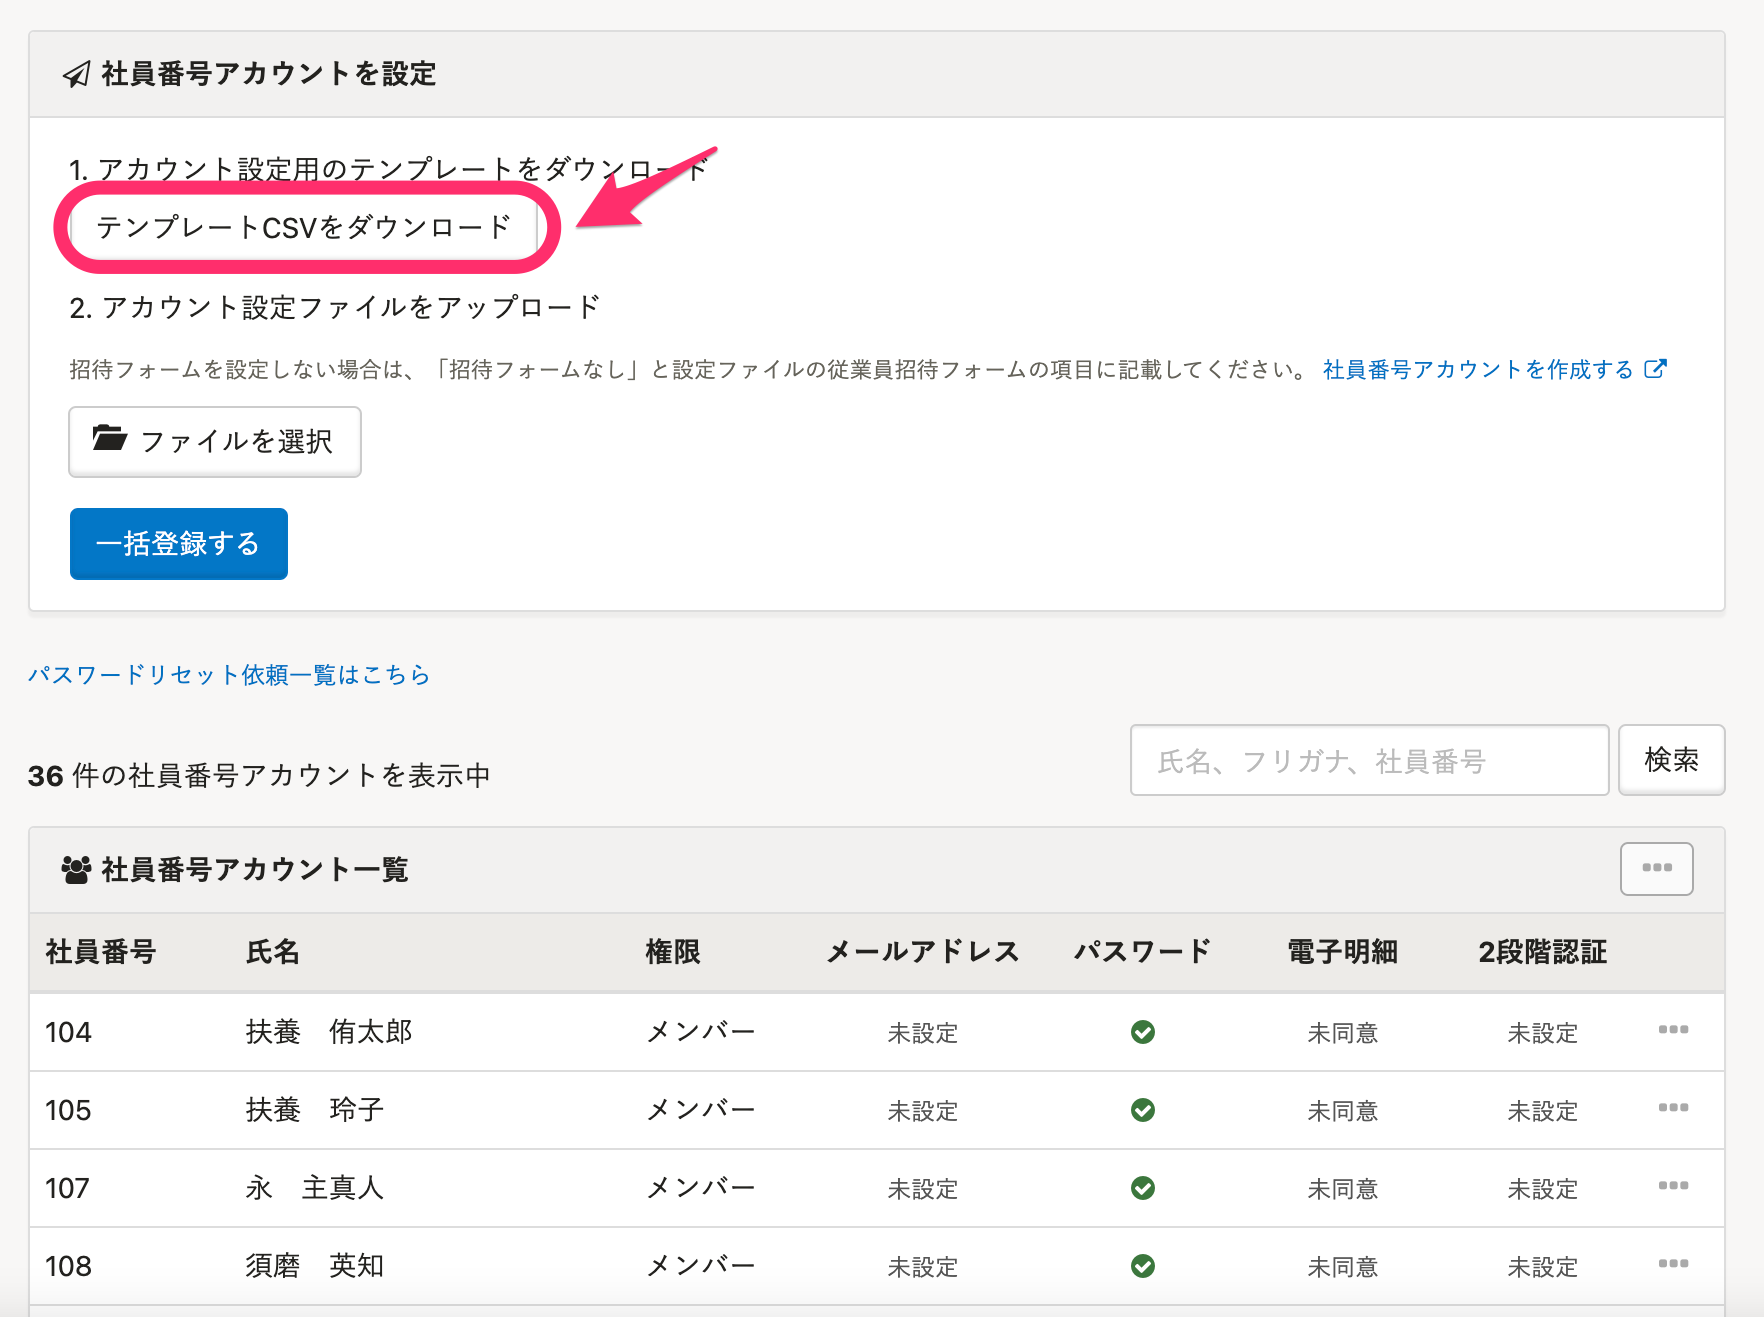 社員番号アカウントを設定
1. アカウント設定用のテンプレートをダウンロード
テンプレートCSVをダウンロード
2. アカウント設定ファイルをアップロード
招待フォームを設定しない場合は、「招待フォームなし」と設定ファイルの従業員招待フォームの項目に記載してください。 社員番号アカウントを作成する
ファイルを選択
一括登録する
パスワードリセット依頼一覧はこちら
36 件の社員番号アカウントを表示中
氏名、フリガナ、社員番号 検索
社員番号アカウント一覧
社員番号 氏名 権限 メールアドレス パスワード 電子明細 2段階認証
104 扶養　侑太郎 メンバー 未設定 未同意 未設定
105 扶養　玲子 メンバー 未設定 未同意 未設定
107 永　主真人 メンバー 未設定 未同意 未設定
108 須磨　英知 メンバー 未設定 未同意 未設定